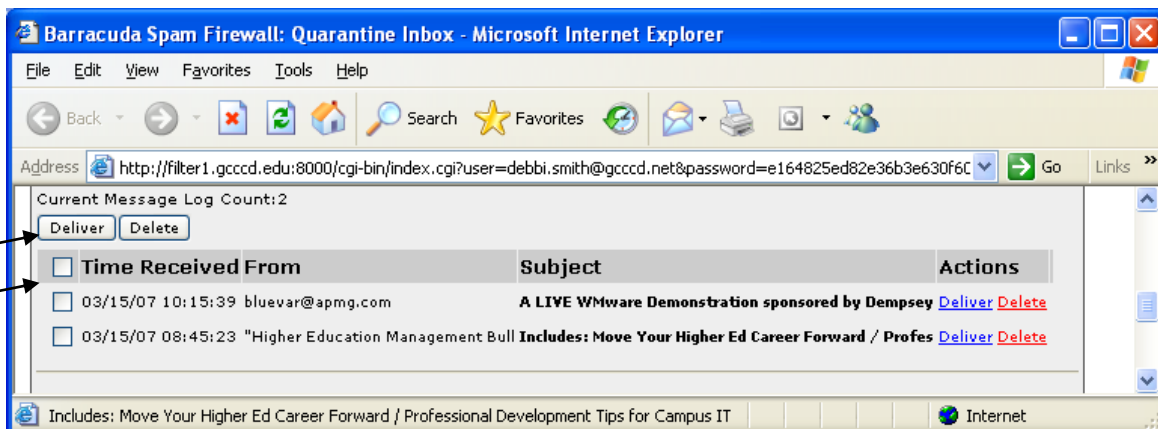 Barracuda Spam Firewall: Quarantine Inbox - Microsoft Internet Explorer
File Edit View Favorites Tools Help
Back Search Favorites
Address http://filter1.gcccd.edu:8000/cgi-bin/index.cgi?user=debbi.smith@gcccd.net&password=e164825ed82e36b3e630f60 Go Links »
Current Message Log Count:2
Deliver Delete
Time Received From Subject Actions
03/15/07 10:15:39 bluevar@apmg.com A LIVE VMware Demonstration sponsored by Dempsey Deliver Delete
03/15/07 08:45:23 "Higher Education Management Bull Includes: Move Your Higher Ed Career Forward / Profes Deliver Delete
Includes: Move Your Higher Ed Career Forward / Professional Development Tips for Campus IT Internet